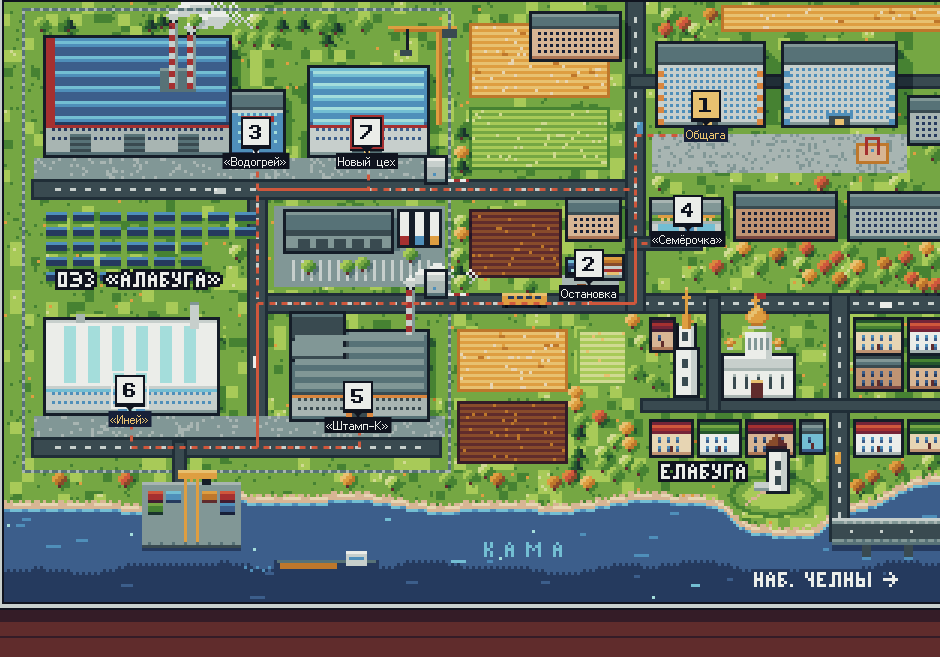 1
Общага
3
«Водогрей»
7
Новый цех
4
«Семёрочка»
2
Остановка
ОЭЗ «АЛАБУГА»
6
«Иней»
5
«Штамп-К»
ЕЛАБУГА
КАМА
НАБ. ЧЕЛНЫ →